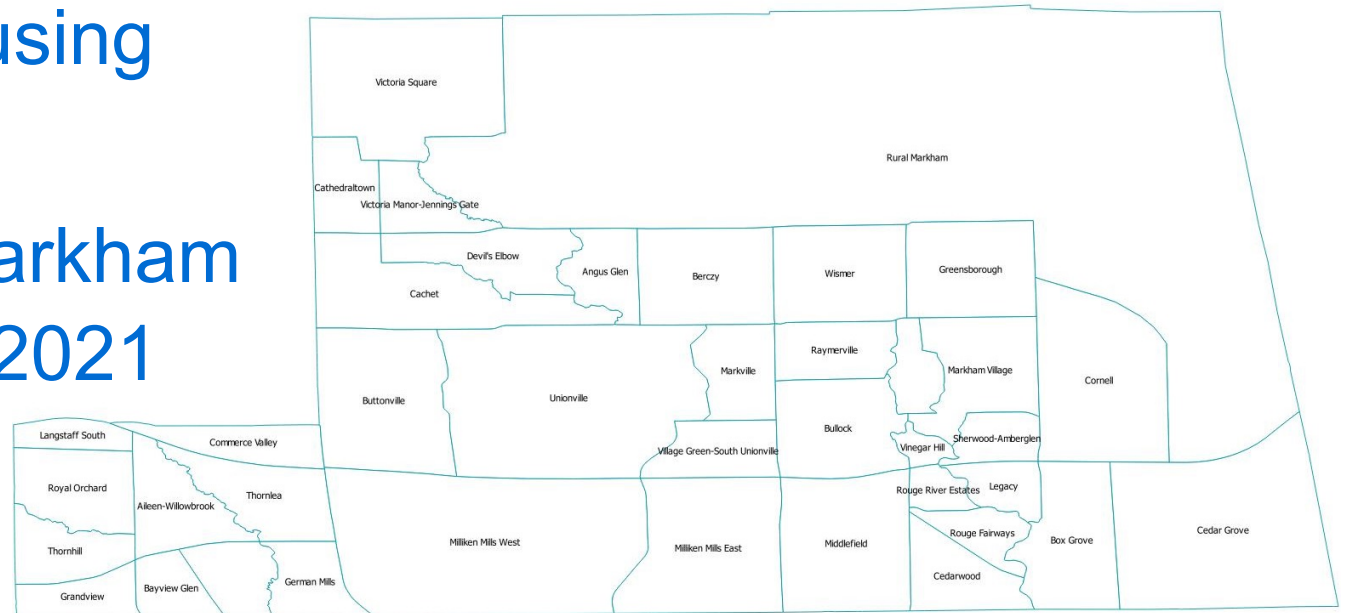 using
arkham
2021
Victoria Square
Rural Markham
Cathedraltown
Victoria Manor-Jennings Gate
Devil's Elbow
Angus Glen
Berczy
Wismer
Greensborough
Cachet
Raymerville
Markville
Markham Village
Cornell
Buttonville
Unionville
Bullock
Langstaff South
Commerce Valley
Village Green-South Unionville
Vinegar Hill
Sherwood-Amberglen
Royal Orchard
Aileen-Willowbrook
Thornlea
Rouge River Estates
Legacy
Thornhill
Milliken Mills West
Milliken Mills East
Middlefield
Rouge Fairways
Box Grove
Cedar Grove
Grandview
Bayview Glen
German Mills
Cedarwood